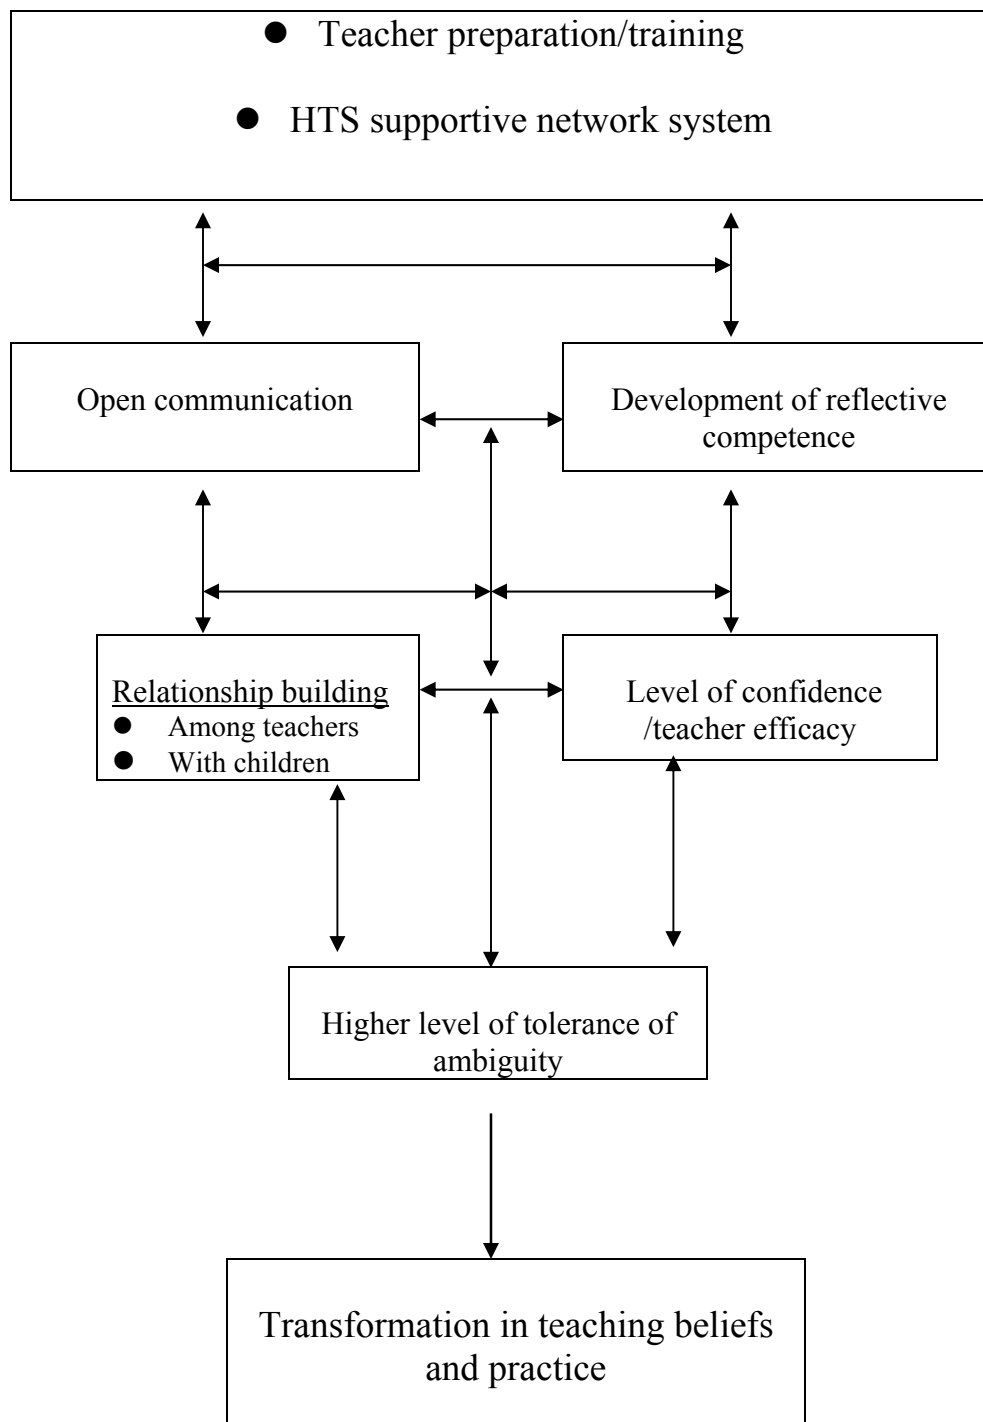 ● Teacher preparation/training
● HTS supportive network system
Open communication
Development of reflective
competence
Relationship building
● Among teachers
● With children
Level of confidence
/teacher efficacy
Higher level of tolerance of
ambiguity
Transformation in teaching beliefs
and practice